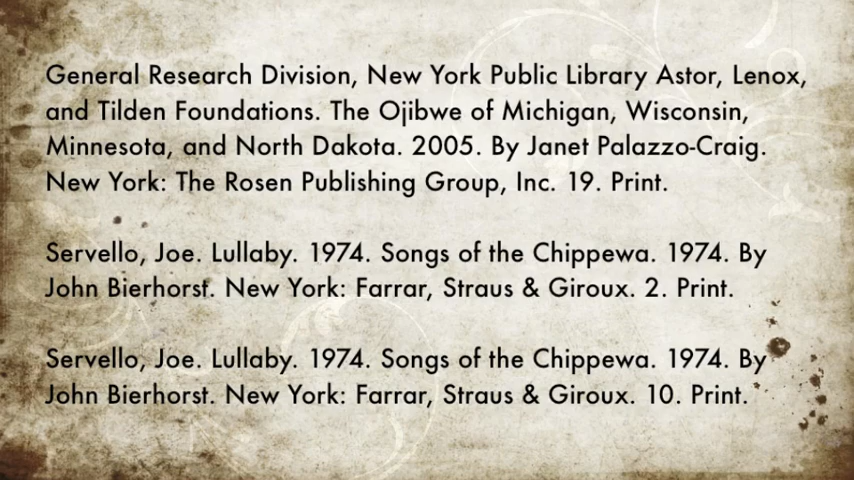 General Research Division, New York Public Library Astor, Lenox,
and Tilden Foundations. The Ojibwe of Michigan, Wisconsin,
Minnesota, and North Dakota. 2005. By Janet Palazzo-Craig.
New York: The Rosen Publishing Group, Inc. 19. Print.
Servello, Joe. Lullaby. 1974. Songs of the Chippewa. 1974. By
John Bierhorst. New York: Farrar, Straus & Giroux. 2. Print.
Servello, Joe. Lullaby. 1974. Songs of the Chippewa. 1974. By
John Bierhorst. New York: Farrar, Straus & Giroux. 10. Print.